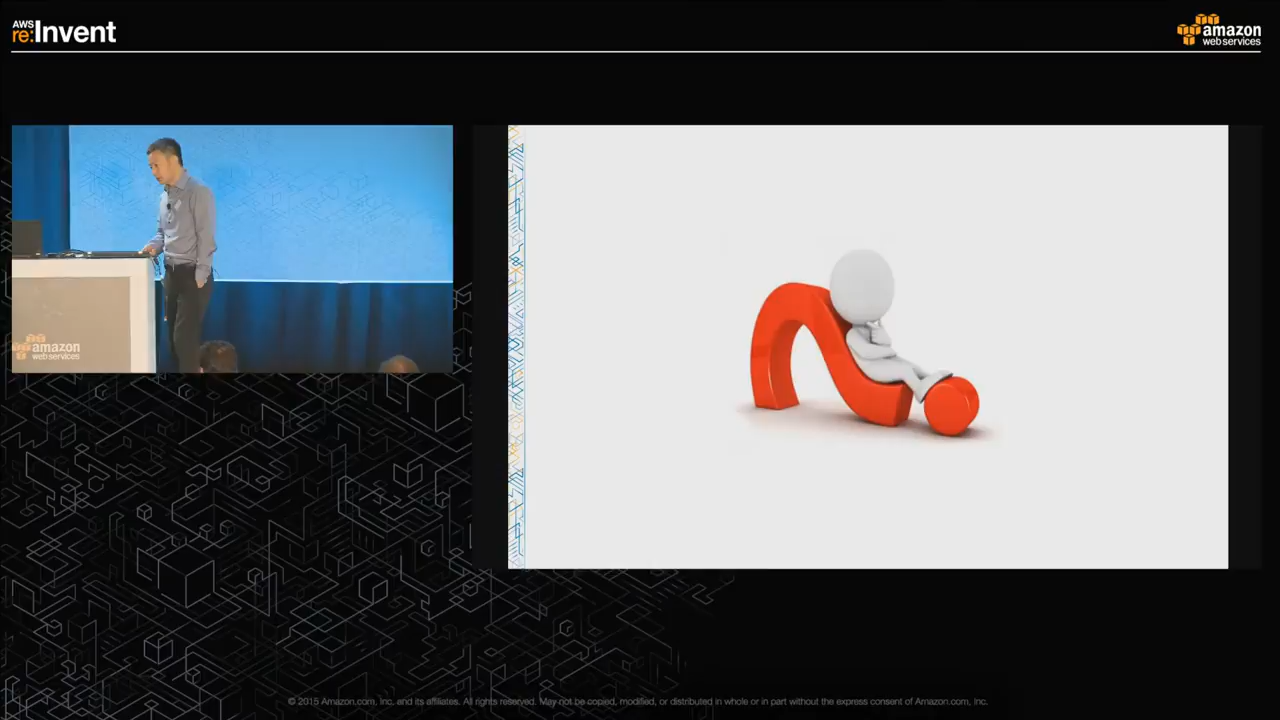 AWS
re:Invent
amazon
web services
amazon
web services
© 2015 Amazon.com, Inc. and its affiliates. All rights reserved. May not be copied, modified, or distributed in whole or in part without the express consent of Amazon.com, Inc.